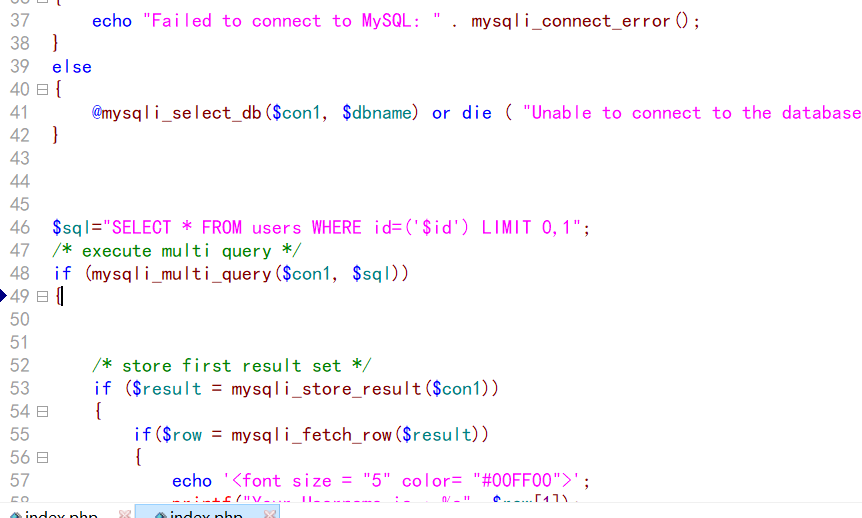 37 echo "Failed to connect to MySQL: " . mysqli_connect_error();
38 }
39 else
40 {
41 @mysqli_select_db($con1, $dbname) or die ( "Unable to connect to the database
42 }
43
44
45
46 $sql="SELECT * FROM users WHERE id=('$id') LIMIT 0,1";
47 /* execute multi query */
48 if (mysqli_multi_query($con1, $sql))
49 {
50
51
52 /* store first result set */
53 if ($result = mysqli_store_result($con1))
54 {
55 if($row = mysqli_fetch_row($result))
56 {
57 echo '<font size = "5" color= "#00FF00">';
index.php index.php